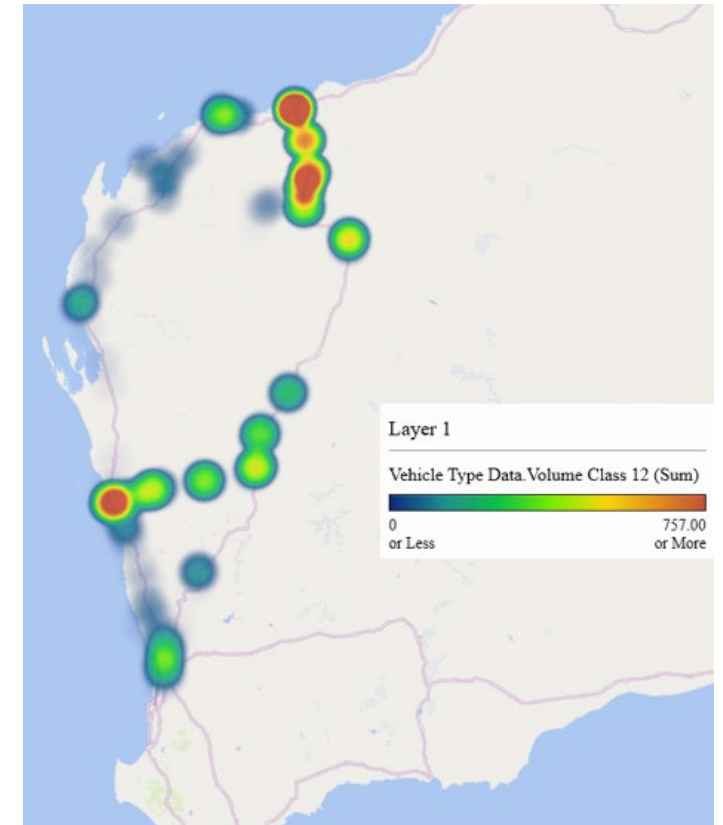 Layer 1
Vehicle Type Data.Volume Class 12 (Sum)
0 757.00
or Less or More